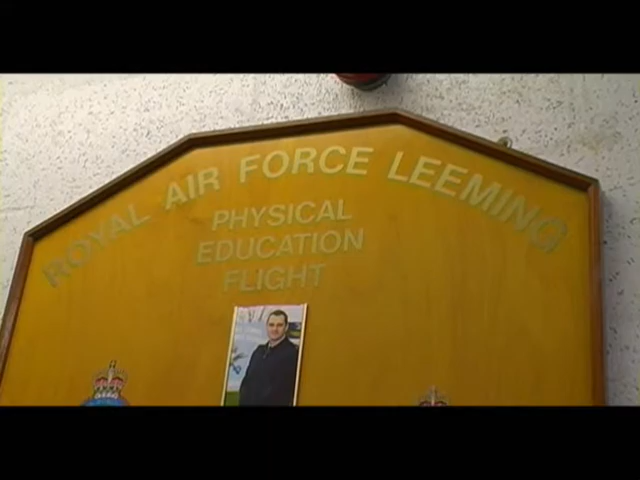 ROYAL AIR FORCE LEEMING
PHYSICAL
EDUCATION
FLIGHT